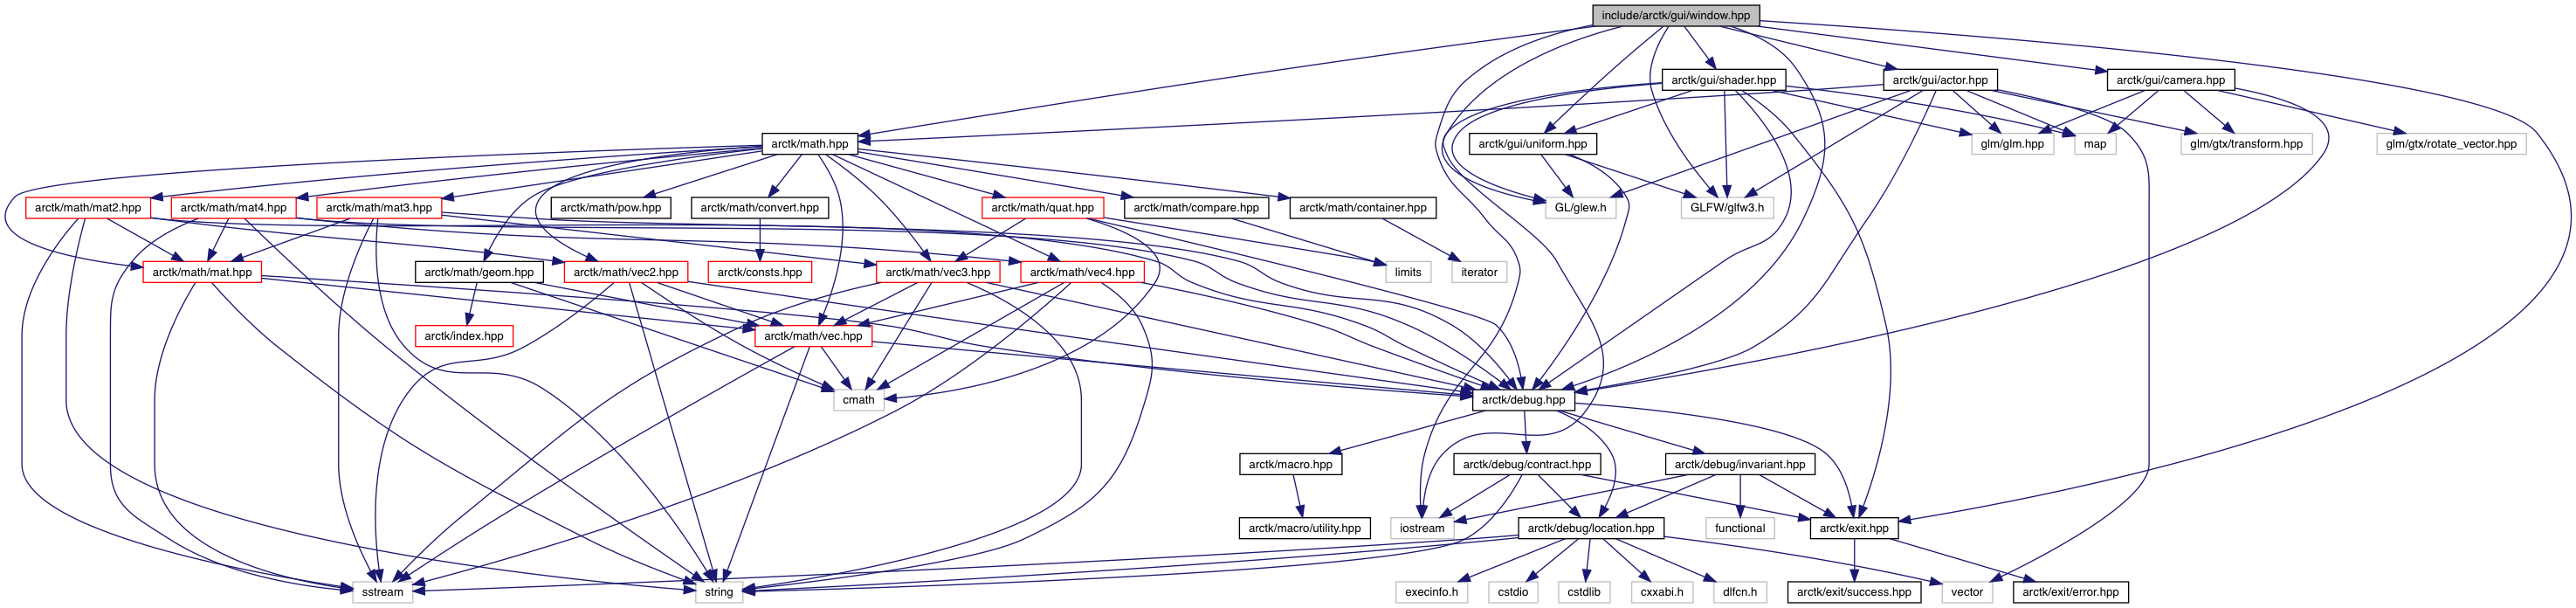 include/arctk/gui/window.hpp
arctk/gui/shader.hpp
arctk/gui/actor.hpp
arctk/gui/camera.hpp
arctk/math.hpp
arctk/gui/uniform.hpp
glm/glm.hpp
map
glm/gtx/transform.hpp
glm/gtx/rotate_vector.hpp
arctk/math/mat2.hpp
arctk/math/mat4.hpp
arctk/math/mat3.hpp
arctk/math/pow.hpp
arctk/math/convert.hpp
arctk/math/quat.hpp
arctk/math/compare.hpp
arctk/math/container.hpp
GL/glew.h
GLFW/glfw3.h
arctk/math/mat.hpp
arctk/math/geom.hpp
arctk/math/vec2.hpp
arctk/consts.hpp
arctk/math/vec3.hpp
arctk/math/vec4.hpp
limits
iterator
arctk/index.hpp
arctk/math/vec.hpp
cmath
arctk/debug.hpp
arctk/macro.hpp
arctk/debug/contract.hpp
arctk/debug/invariant.hpp
arctk/macro/utility.hpp
iostream
arctk/debug/location.hpp
functional
arctk/exit.hpp
sstream
string
execinfo.h
cstdio
cstdlib
cxxabi.h
dlfcn.h
arctk/exit/success.hpp
vector
arctk/exit/error.hpp